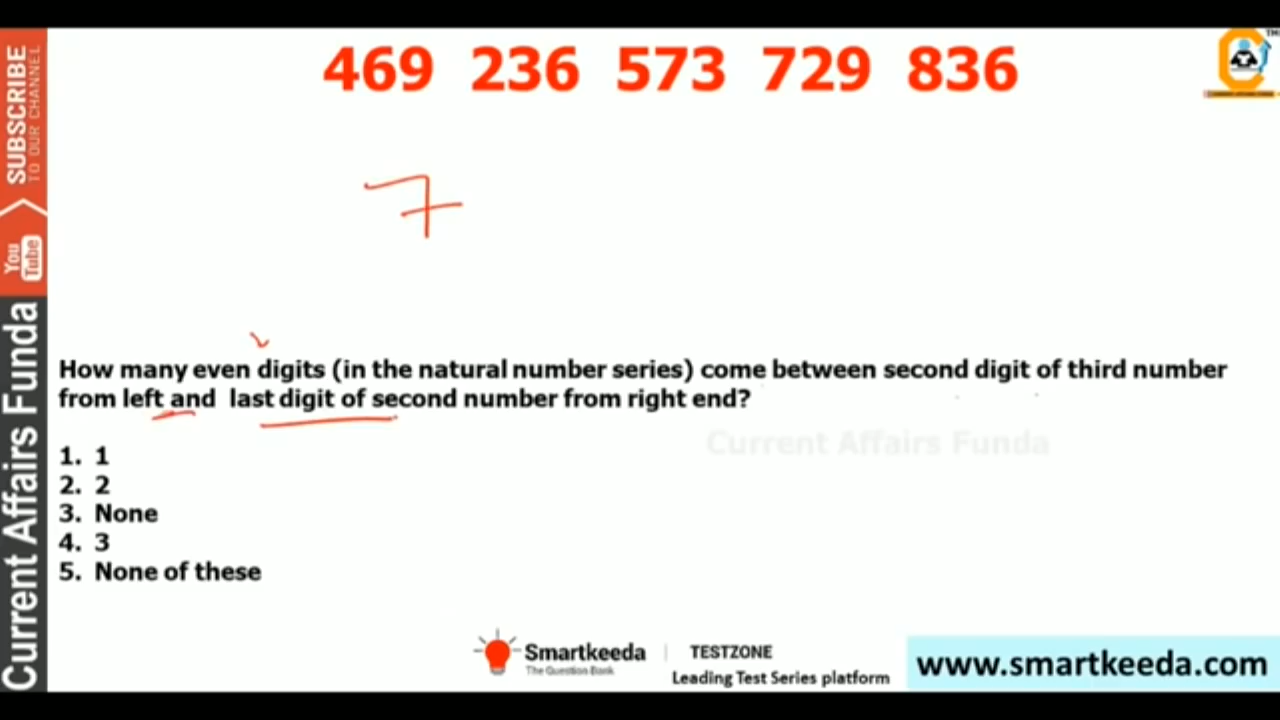 469 236 573 729 836
7
How many even digits (in the natural number series) come between second digit of third number
from left and last digit of second number from right end?
Current Affairs Funda
1. 1
2. 2
3. None
4. 3
5. None of these
SUBSCRIBE
TO OUR CHANNEL
You
Tube
Current Affairs Funda
Smartkeeda
The Question Bank
TESTZONE
Leading Test Series platform
www.smartkeeda.com